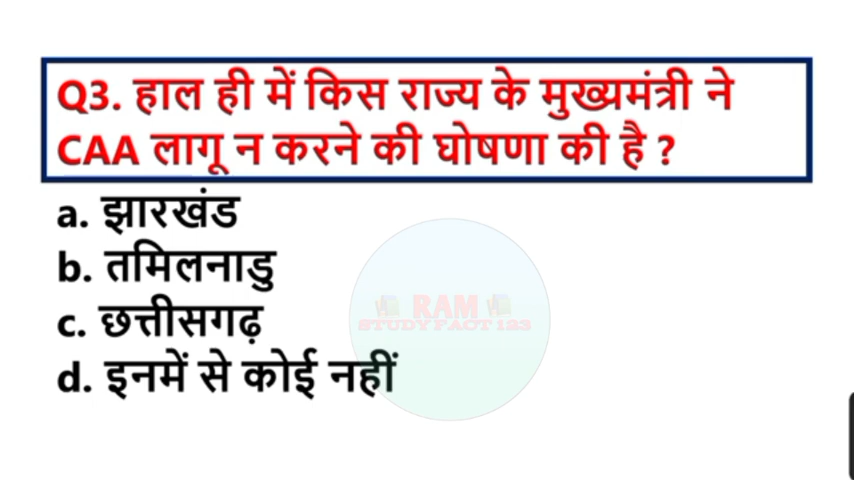 Q3. हाल ही में किस राज्य के मुख्यमंत्री ने
CAA लागू न करने की घोषणा की है ?
a. झारखंड
b. तमिलनाडु
c. छत्तीसगढ़
d. इनमें से कोई नहीं
RAM
STUDY FACT 123